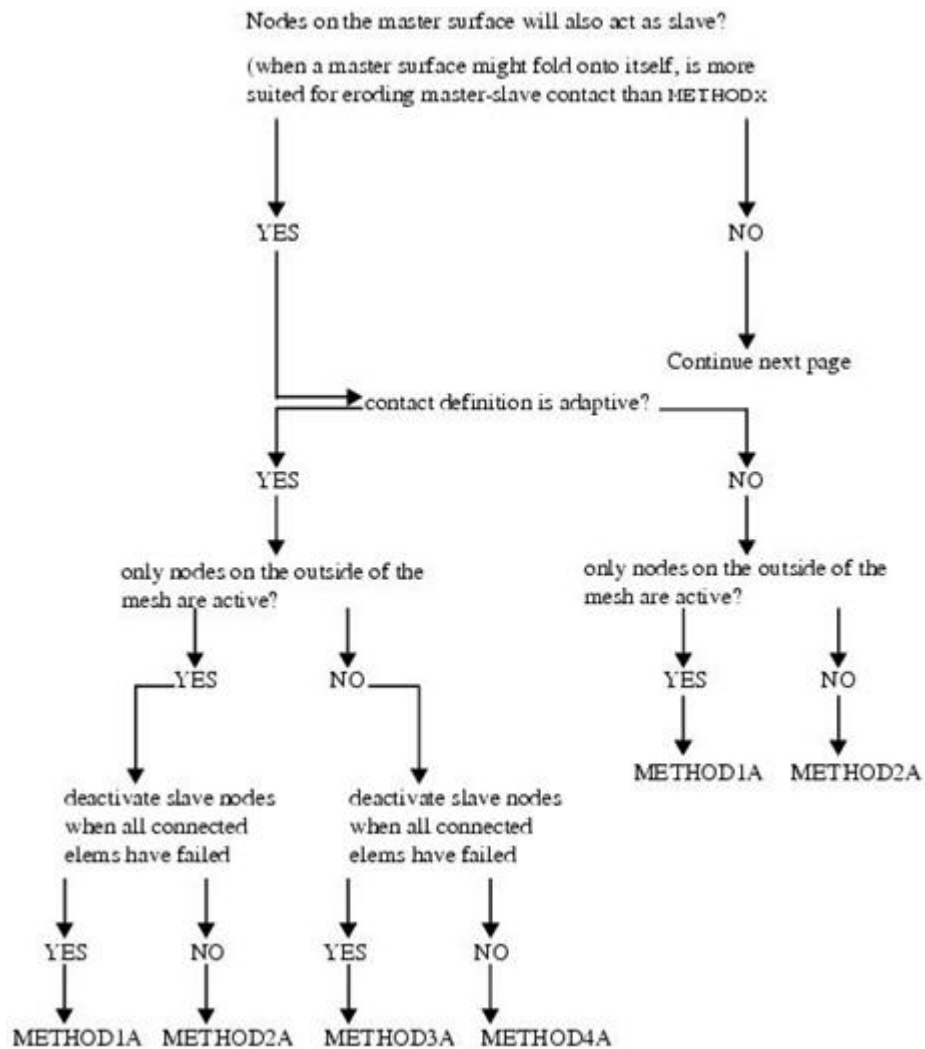 Nodes on the master surface will also act as slave?
(when a master surface might fold onto itself, is more
suited for eroding master-slave contact than METHODx
YES
NO
Continue next page
contact definition is adaptive?
YES
NO
only nodes on the outside of the
mesh are active?
only nodes on the outside of the
mesh are active?
YES
NO
YES
NO
METHOD1A
METHOD2A
deactivate slave nodes
when all connected
elems have failed
deactivate slave nodes
when all connected
elems have failed
YES
NO
YES
NO
METHOD1A
METHOD2A
METHOD3A
METHOD4A